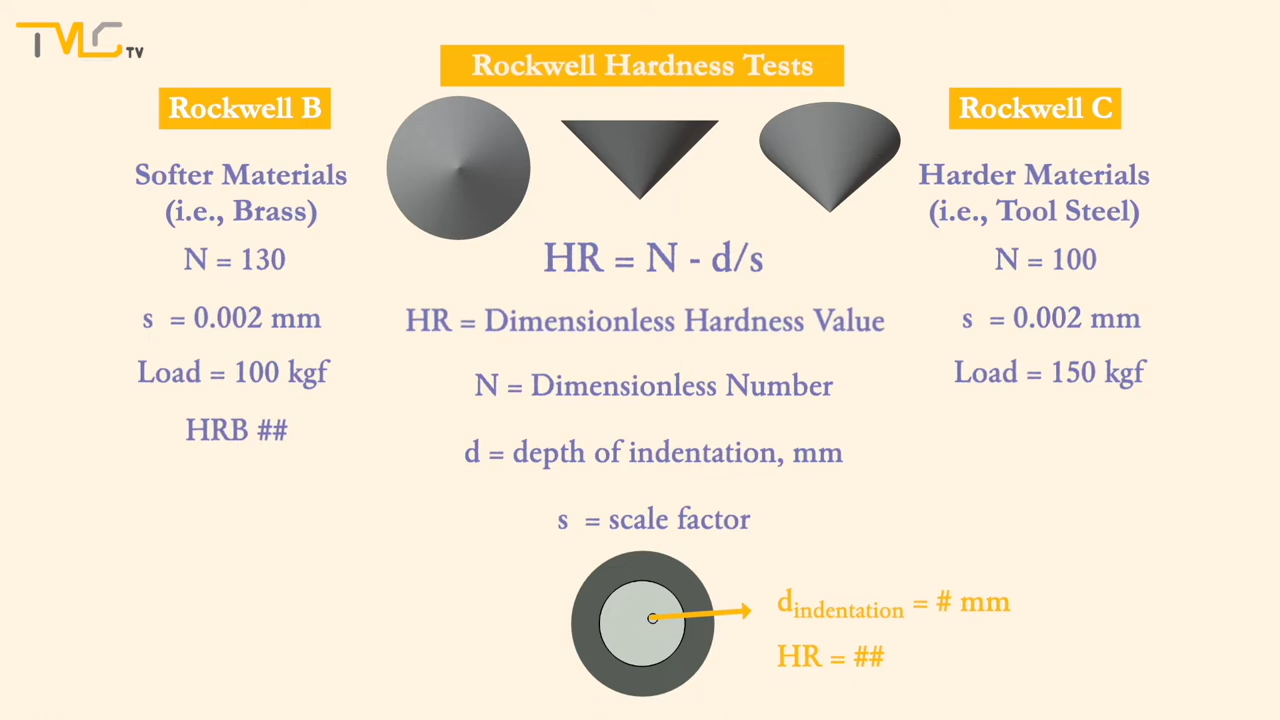 TMC TV
Rockwell Hardness Tests
Rockwell B
Softer Materials
(i.e., Brass)
N = 130
s = 0.002 mm
Load = 100 kgf
HRB ##
HR = N - d/s
HR = Dimensionless Hardness Value
N = Dimensionless Number
d = depth of indentation, mm
s = scale factor
Rockwell C
Harder Materials
(i.e., Tool Steel)
N = 100
s = 0.002 mm
Load = 150 kgf
dindentation = # mm
HR = ##